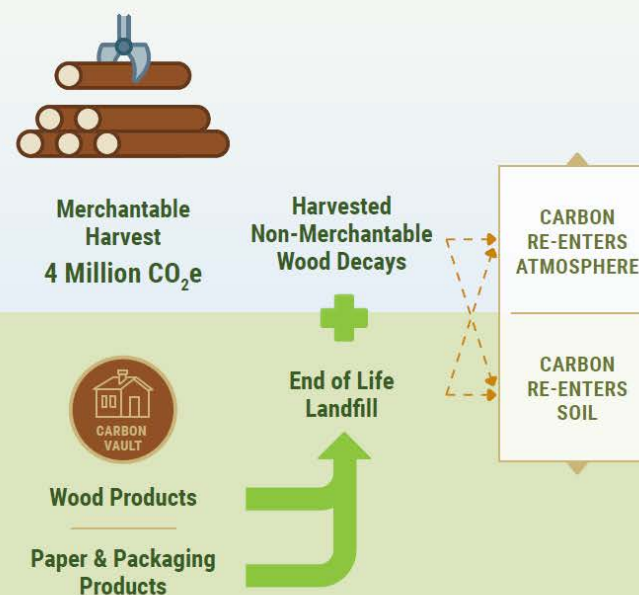 Merchantable
Harvest
4 Million CO₂e
Harvested
Non-Merchantable
Wood Decays
CARBON
RE-ENTERS
ATMOSPHERE
CARBON
RE-ENTERS
SOIL
End of Life
Landfill
CARBON
VAULT
Wood Products
Paper & Packaging
Products